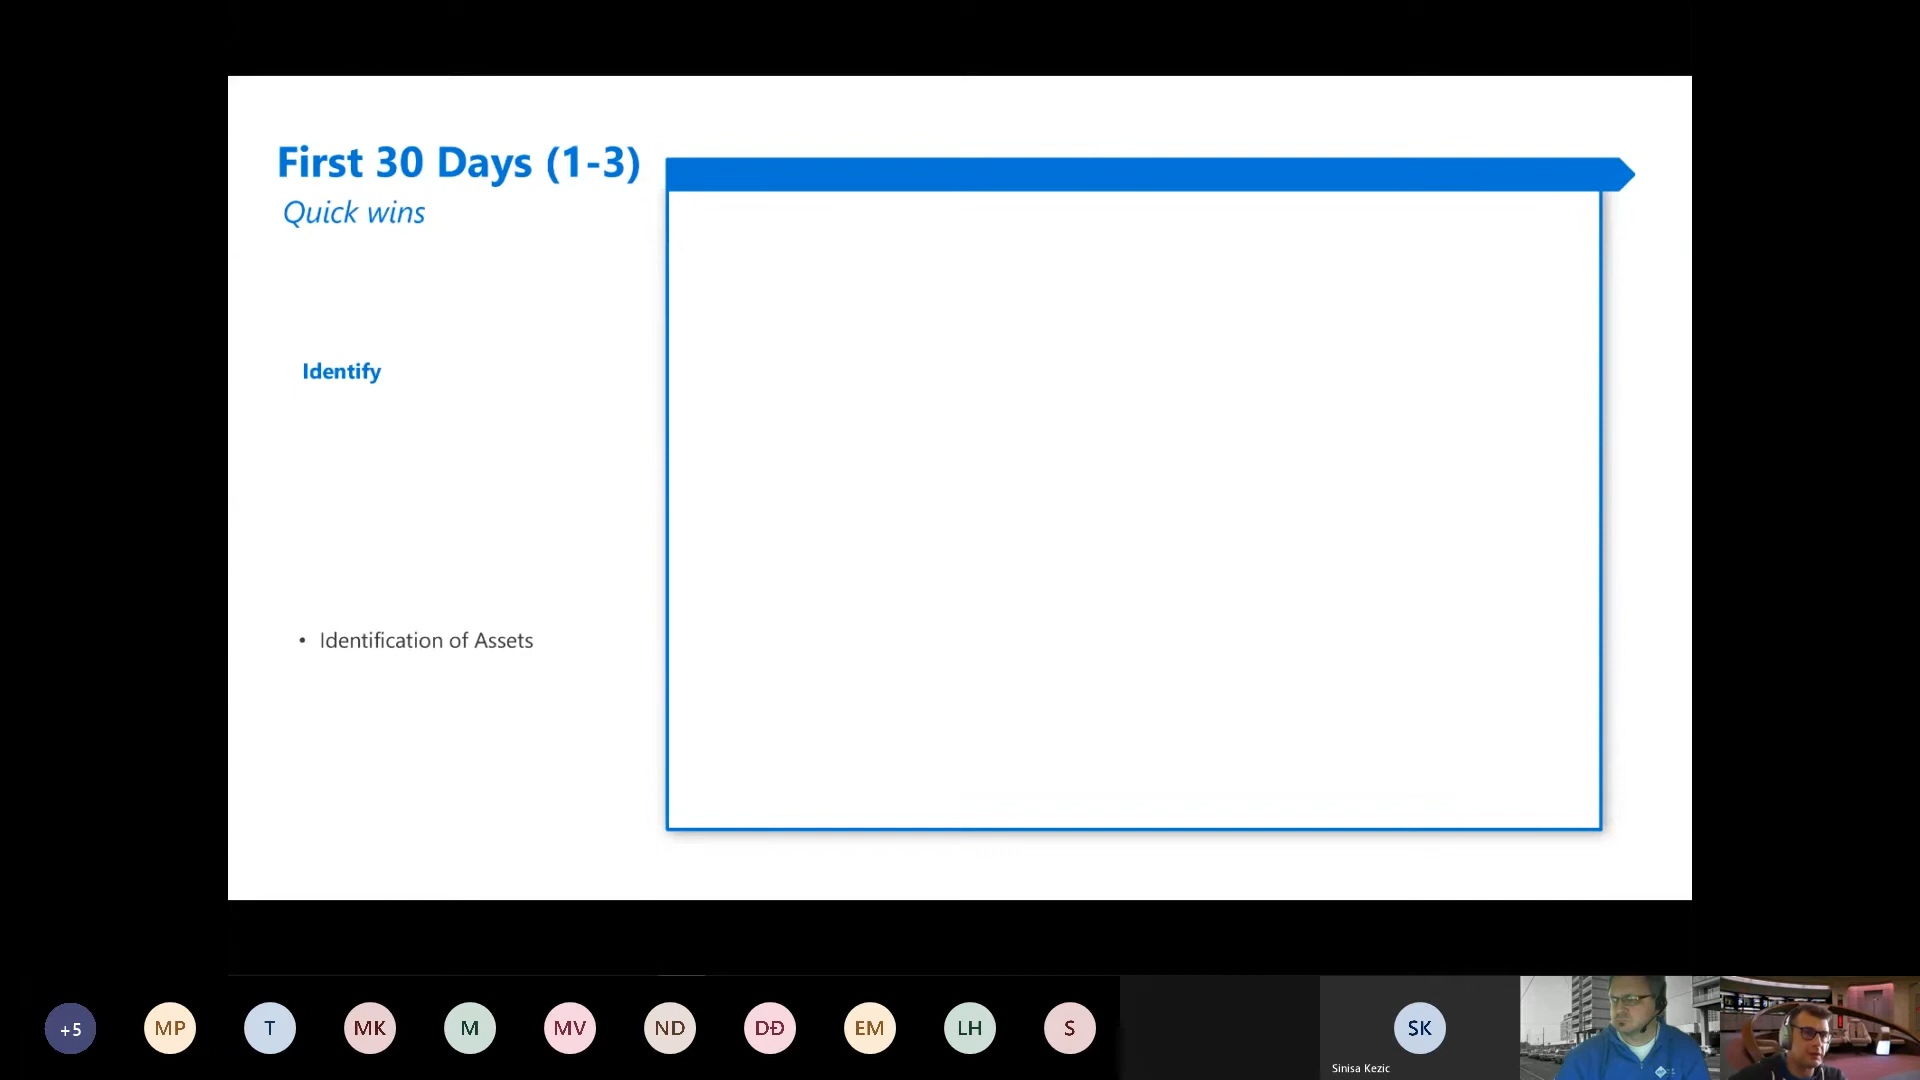 First 30 Days (1-3)
Quick wins
Identify
• Identification of Assets
+5
MP
T
MK
M
MV
ND
DĐ
EM
LH
S
SK
Sinisa Kezic